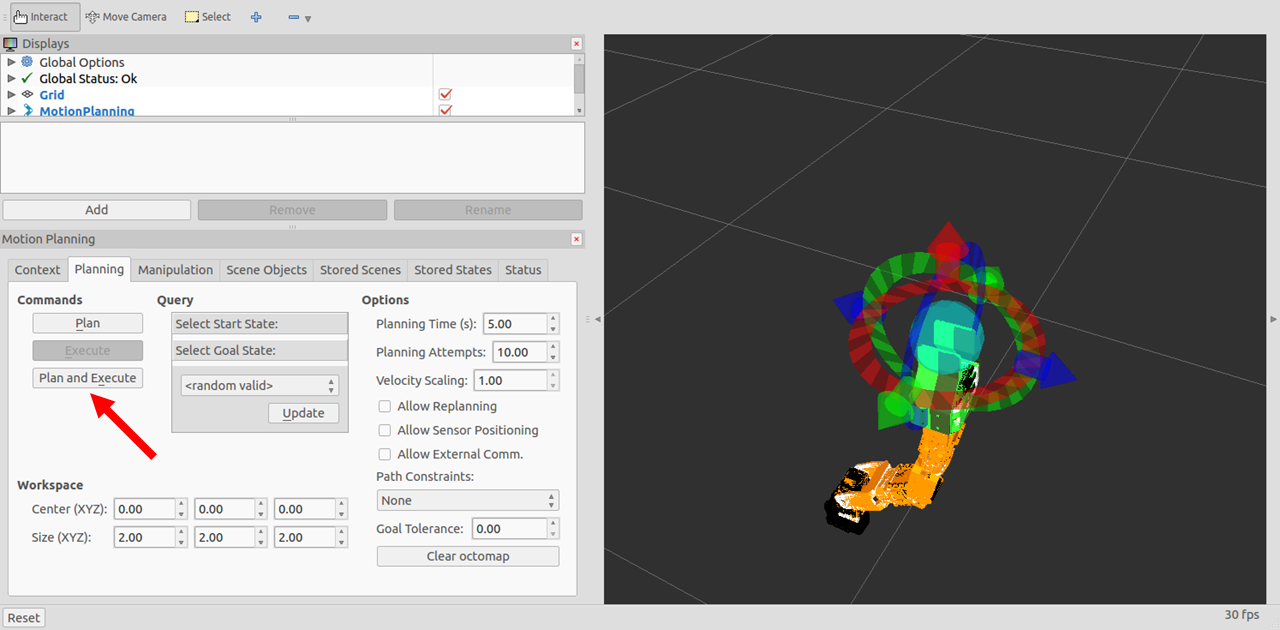 Interact Move Camera Select
Displays
Global Options
Global Status: Ok
Grid
MotionPlanning
Add Remove Rename
Motion Planning
Context Planning Manipulation Scene Objects Stored Scenes Stored States Status
Commands Query Options
Plan Select Start State: Planning Time (s): 5.00
Execute Select Goal State: Planning Attempts: 10.00
Plan and Execute <random valid> Velocity Scaling: 1.00
Update Allow Replanning
Allow Sensor Positioning
Allow External Comm.
Path Constraints:
Workspace
Center (XYZ): 0.00 0.00 0.00 None
Size (XYZ): 2.00 2.00 2.00 Goal Tolerance: 0.00
Clear octomap
Reset 30 fps